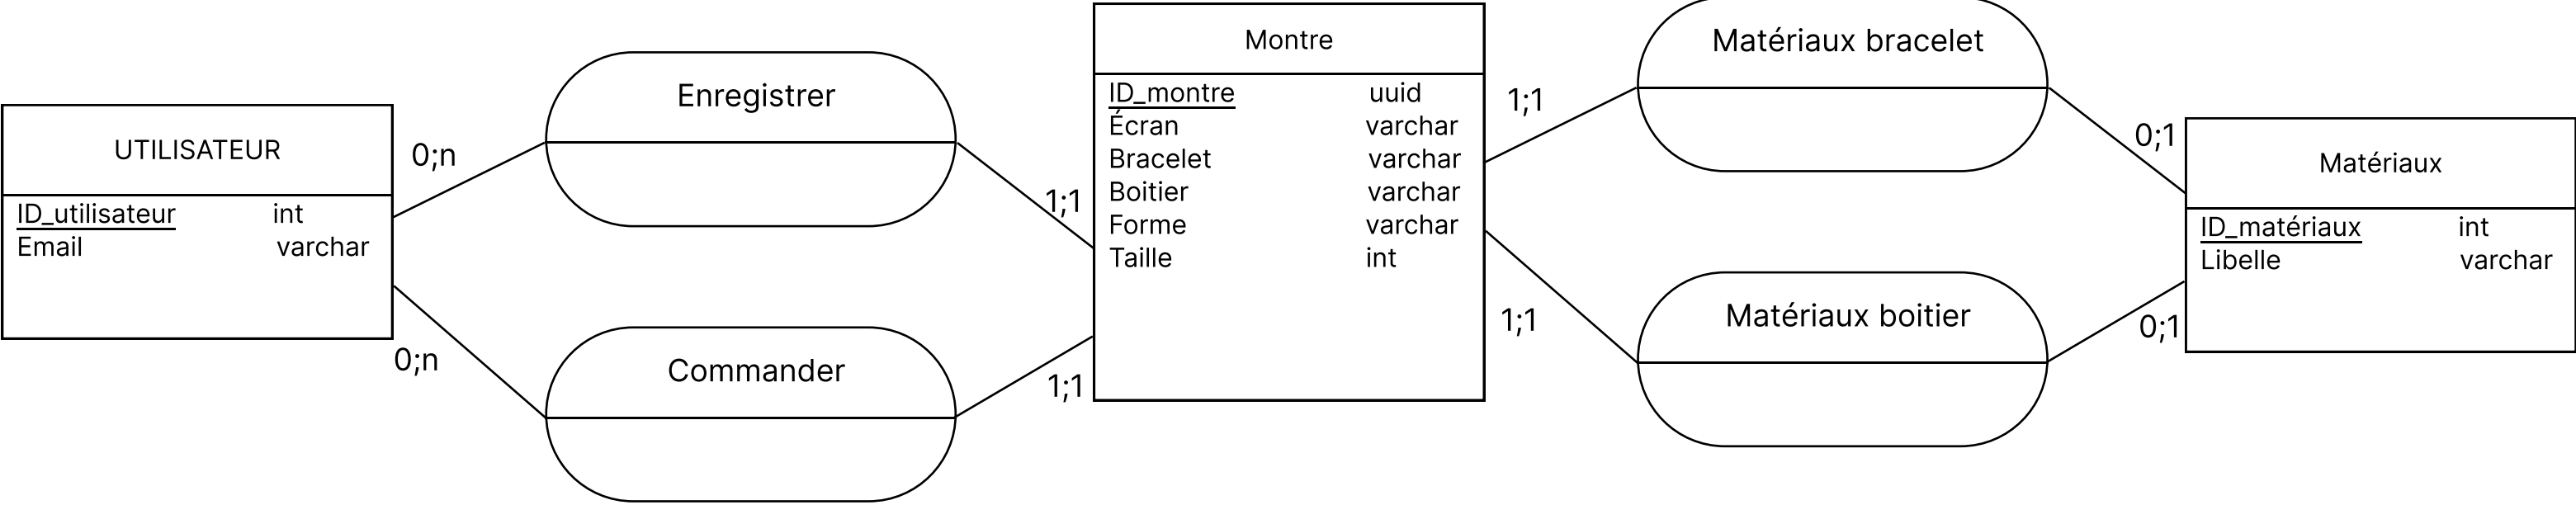 UTILISATEUR
ID_utilisateur int
Email varchar
0;n
0;n
Enregistrer
Commander
1;1
1;1
Montre
ID_montre uuid
Écran varchar
Bracelet varchar
Boitier varchar
Forme varchar
Taille int
1;1
1;1
Matériaux bracelet
Matériaux boitier
0;1
0;1
Matériaux
ID_matériaux int
Libelle varchar